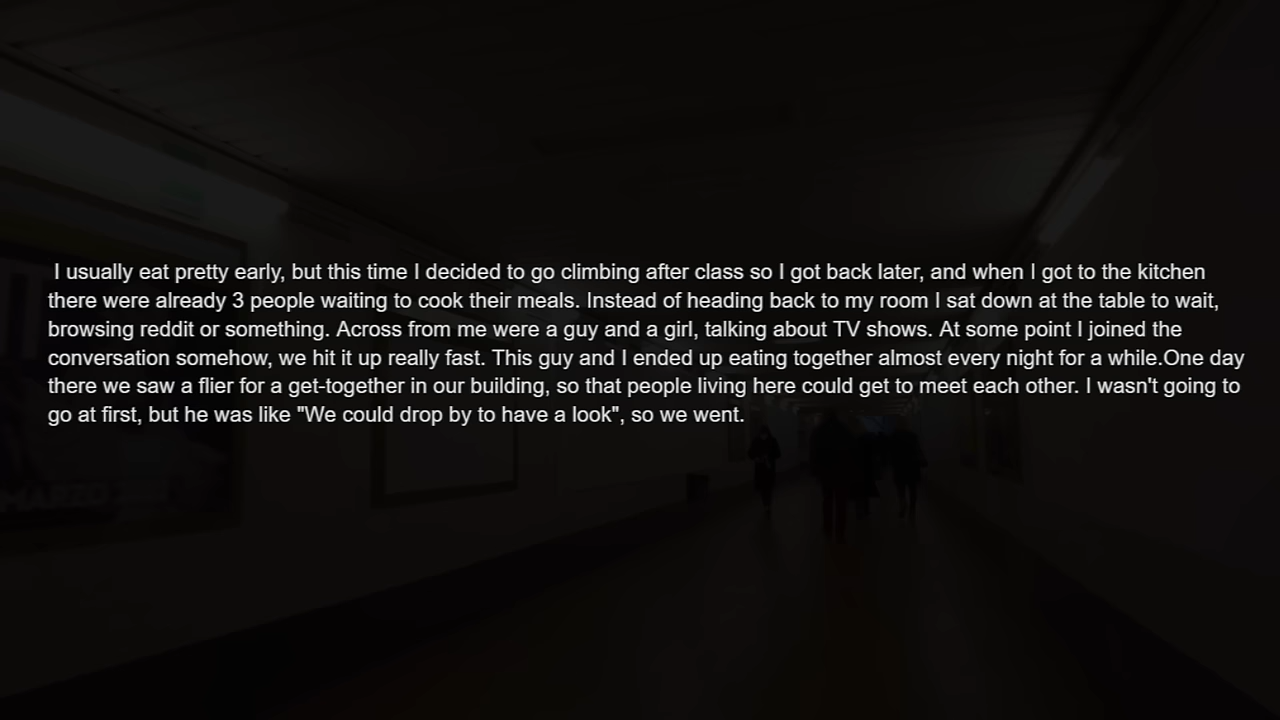 I usually eat pretty early, but this time I decided to go climbing after class so I got back later, and when I got to the kitchen
there were already 3 people waiting to cook their meals. Instead of heading back to my room I sat down at the table to wait,
browsing reddit or something. Across from me were a guy and a girl, talking about TV shows. At some point I joined the
conversation somehow, we hit it up really fast. This guy and I ended up eating together almost every night for a while.One day
there we saw a flier for a get-together in our building, so that people living here could get to meet each other. I wasn't going to
go at first, but he was like "We could drop by to have a look", so we went.